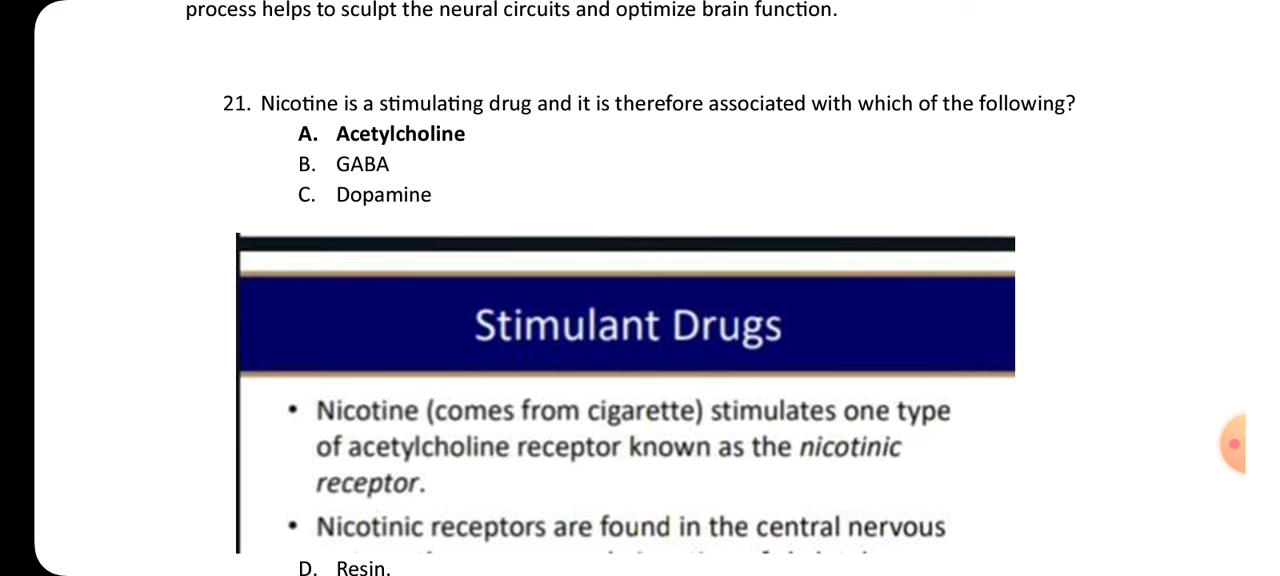 process helps to sculpt the neural circuits and optimize brain function.
21. Nicotine is a stimulating drug and it is therefore associated with which of the following?
A. Acetylcholine
B. GABA
C. Dopamine
Stimulant Drugs
• Nicotine (comes from cigarette) stimulates one type
of acetylcholine receptor known as the nicotinic
receptor.
• Nicotinic receptors are found in the central nervous
D. Resin.